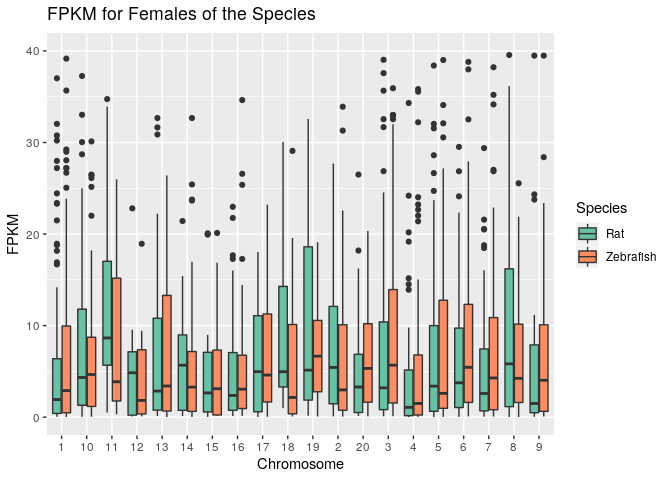 FPKM for Females of the Species
FPKM
40
30
20
10
0
1 10 11 12 13 14 15 16 17 18 19 2 20 3 4 5 6 7 8 9
Chromosome
Species
Rat
Zebrafish